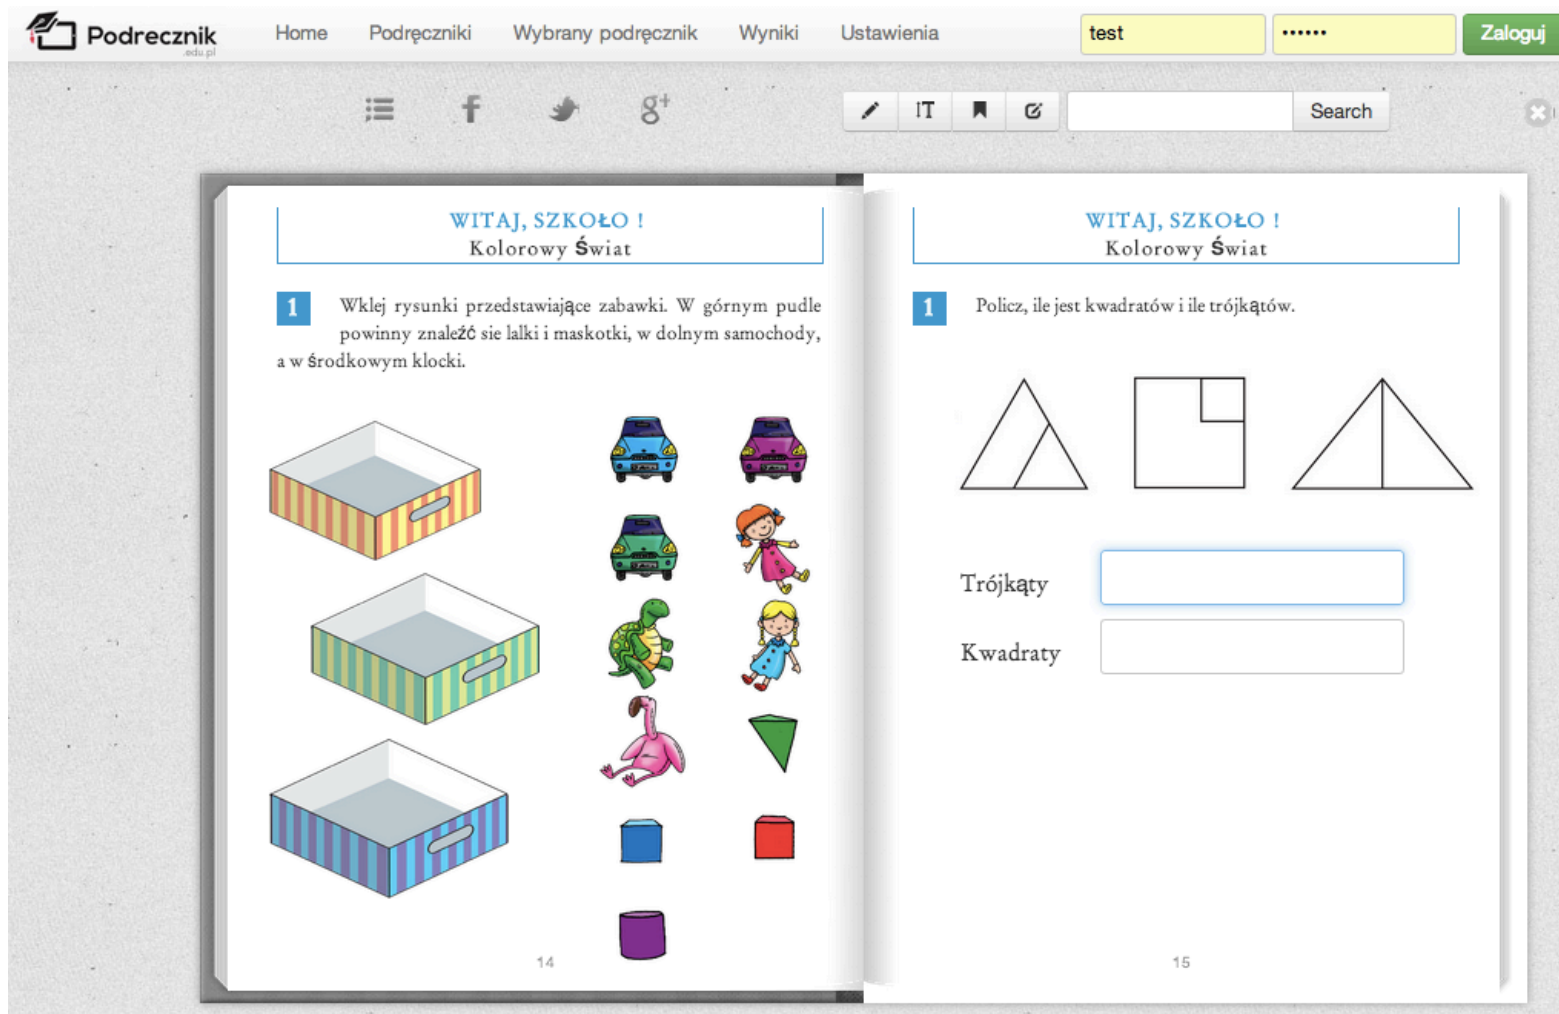 Podrecznik
.edu.pl
Home Podręczniki Wybrany podręcznik Wyniki Ustawienia test •••••• Zaloguj
Search
WITAJ, SZKOŁO !
Kolorowy Świat
1 Wklej rysunki przedstawiające zabawki. W górnym pudle
powinny znaleźć sie lalki i maskotki, w dolnym samochody,
a w środkowym klocki.
14
WITAJ, SZKOŁO !
Kolorowy Świat
1 Policz, ile jest kwadratów i ile trójkątów.
Trójkąty
Kwadraty
15